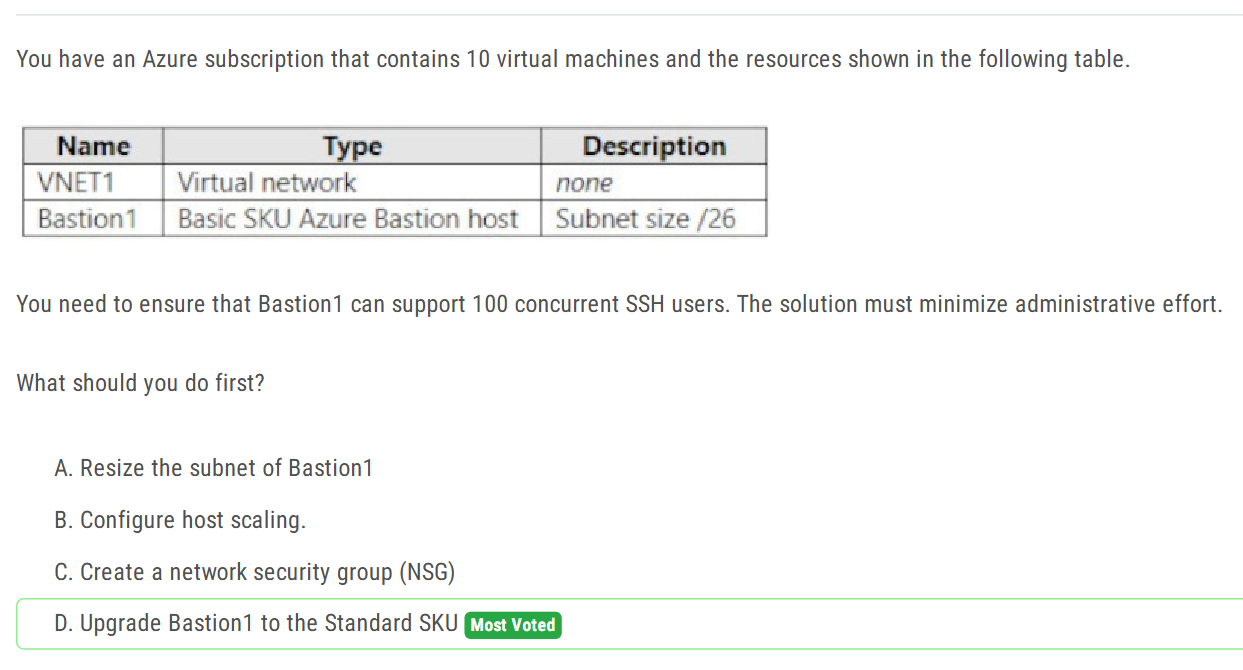 You have an Azure subscription that contains 10 virtual machines and the resources shown in the following table.
Name Type Description
VNET1 Virtual network none
Bastion1 Basic SKU Azure Bastion host Subnet size /26
You need to ensure that Bastion1 can support 100 concurrent SSH users. The solution must minimize administrative effort.
What should you do first?
A. Resize the subnet of Bastion1
B. Configure host scaling.
C. Create a network security group (NSG)
D. Upgrade Bastion1 to the Standard SKU Most Voted